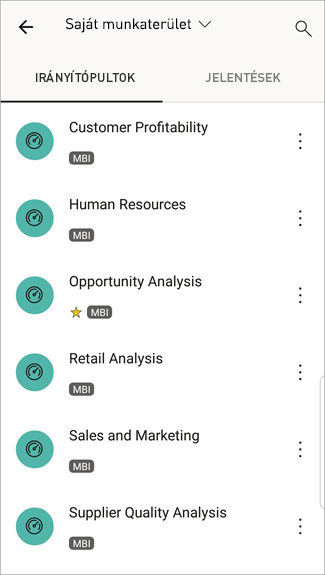 Saját munkaterület
IRÁNYÍTÓPULTOK
JELENTÉSEK
Customer Profitability
MBI
Human Resources
MBI
Opportunity Analysis
MBI
Retail Analysis
MBI
Sales and Marketing
MBI
Supplier Quality Analysis
MBI